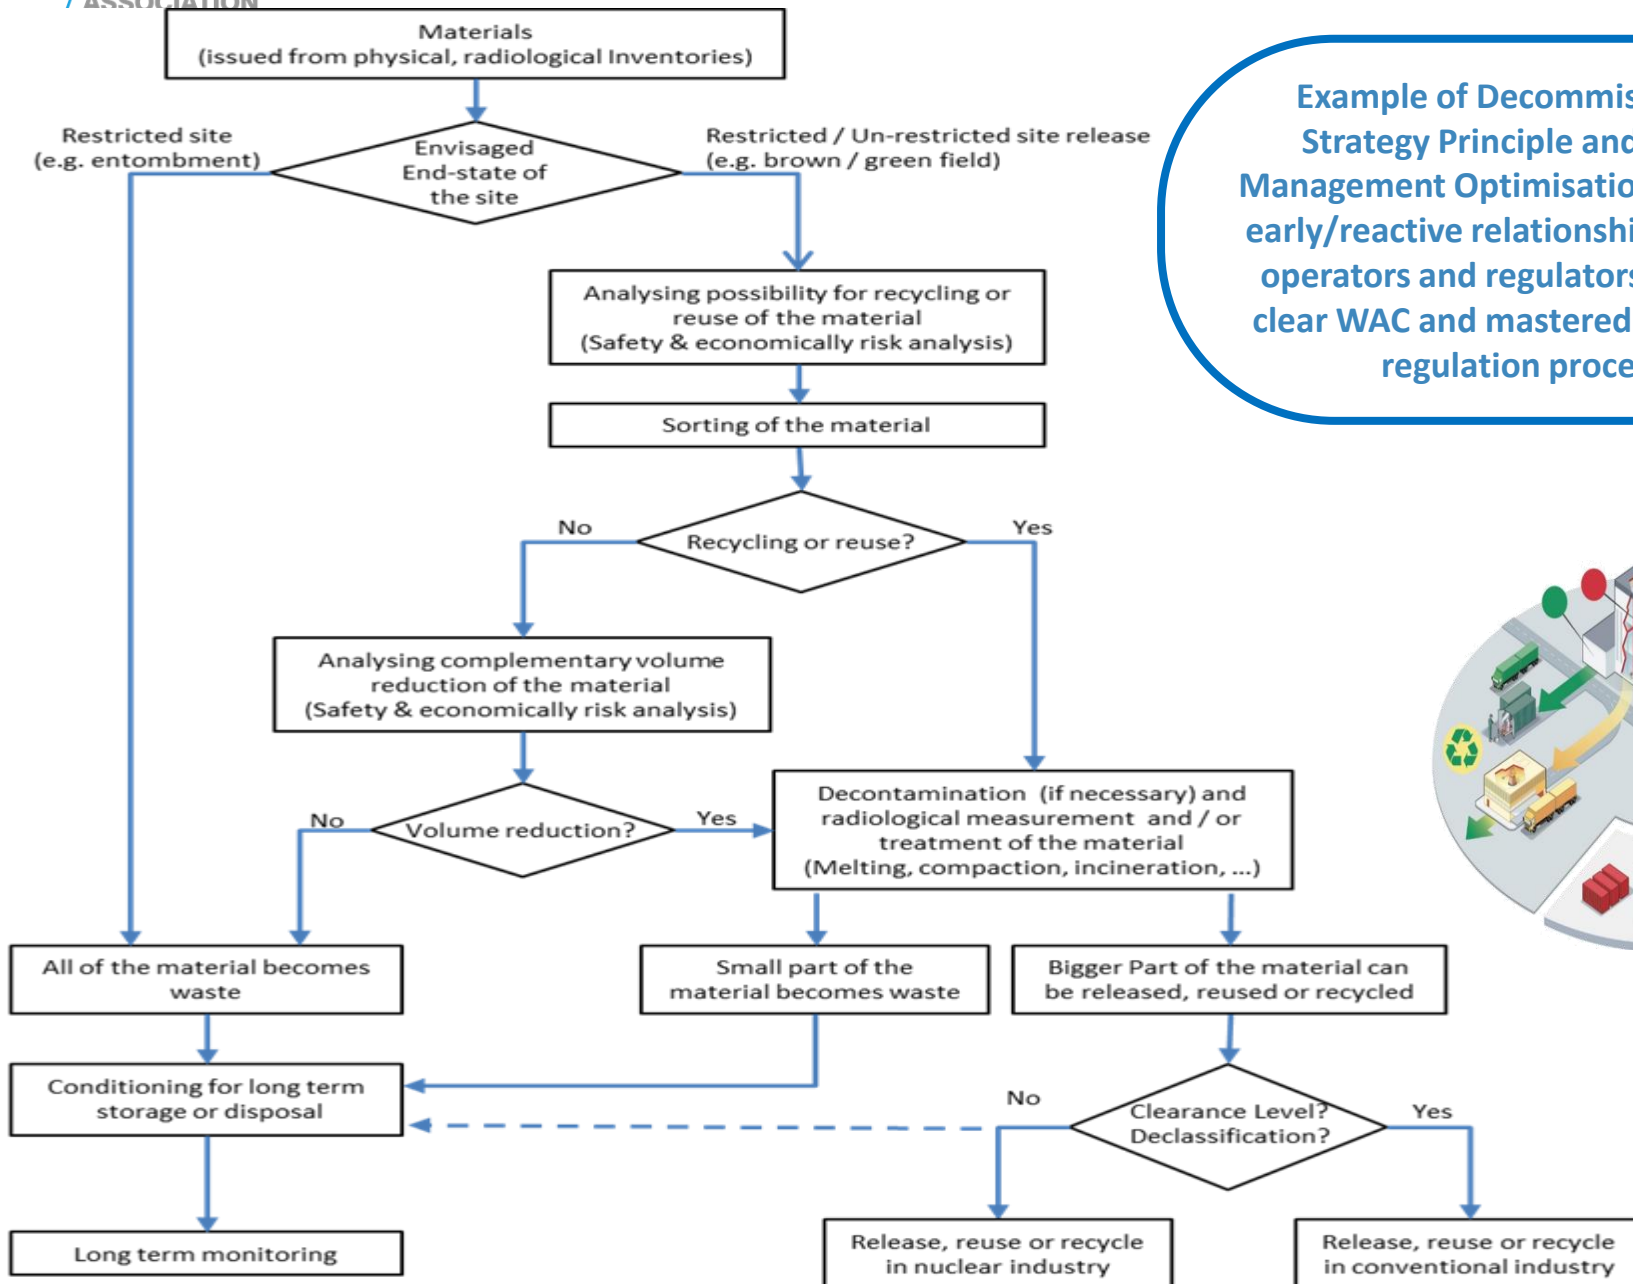 ASSOCIATION
Materials
(issued from physical, radiological Inventories)
Restricted site
(e.g. entombment)
Envisaged
End-state of
the site
Restricted / Un-restricted site release
(e.g. brown / green field)
Example of
Strategy Principle
Management
early/reactive
operators and
clear WAC and mastered
regulation
Analysing possibility for recycling or
reuse of the material
(Safety & economically risk analysis)
Sorting of the material
No
Recycling or reuse?
Yes
Analysing complementary volume
reduction of the material
(Safety & economically risk analysis)
No
Volume reduction?
Yes
Decontamination (if necessary) and
radiological measurement and / or
treatment of the material
(Melting, compaction, incineration, ...)
All of the material becomes
waste
Small part of the
material becomes waste
Bigger Part of the material can
be released, reused or recycled
Conditioning for long term
storage or disposal
No
Clearance Level?
Declassification?
Yes
Long term monitoring
Release, reuse or recycle
in nuclear industry
Release, reuse or recycle
in conventional industry